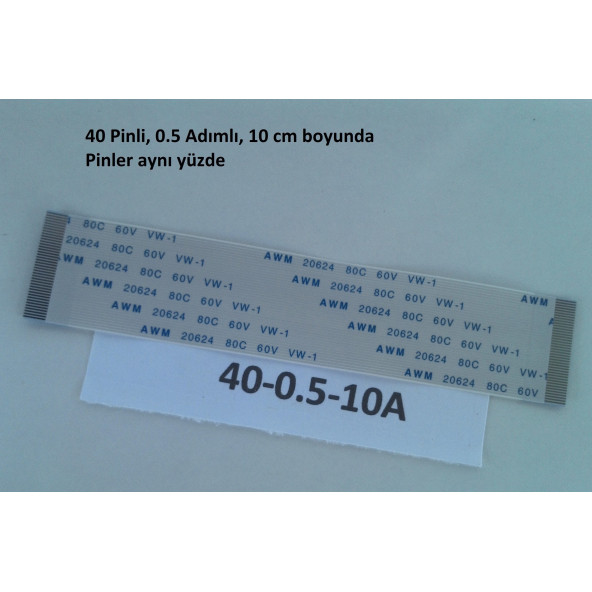 40 Pinli, 0.5 Adımlı, 10 cm boyunda
Pinler aynı yüzde
80C 60V VW-1
20624 80C 60V VW-1
AWM 20624 80C 60V VW-1
AWM 20624 80C 60V VW-1
AWM 20624 80C 60V VW-1
AWM 20624 80C 60V VW-1
AWM 20624 80C 60V VW-1
AWM 20624 80C 60V VW-1
AWM 20624 80C 60V VW-1
AWM 20624 80C 60V VW-1
AWM 20624 80C 60V VW-1
AWM 20624 80C 60V
AWM
40-0.5-10A